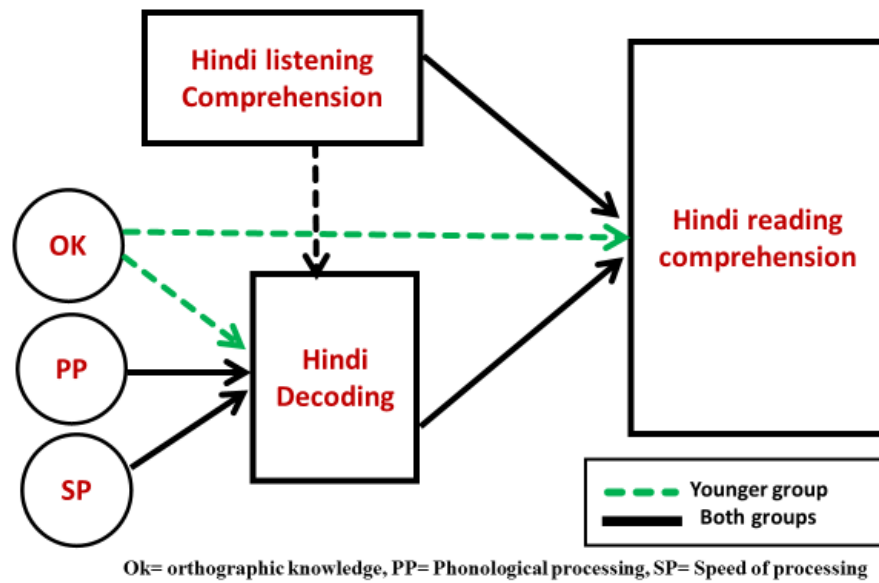 Hindi listening
Comprehension
Hindi reading
comprehension
OK
PP
SP
Hindi
Decoding
Younger group
Both groups
Ok= orthographic knowledge, PP= Phonological processing, SP= Speed of processing